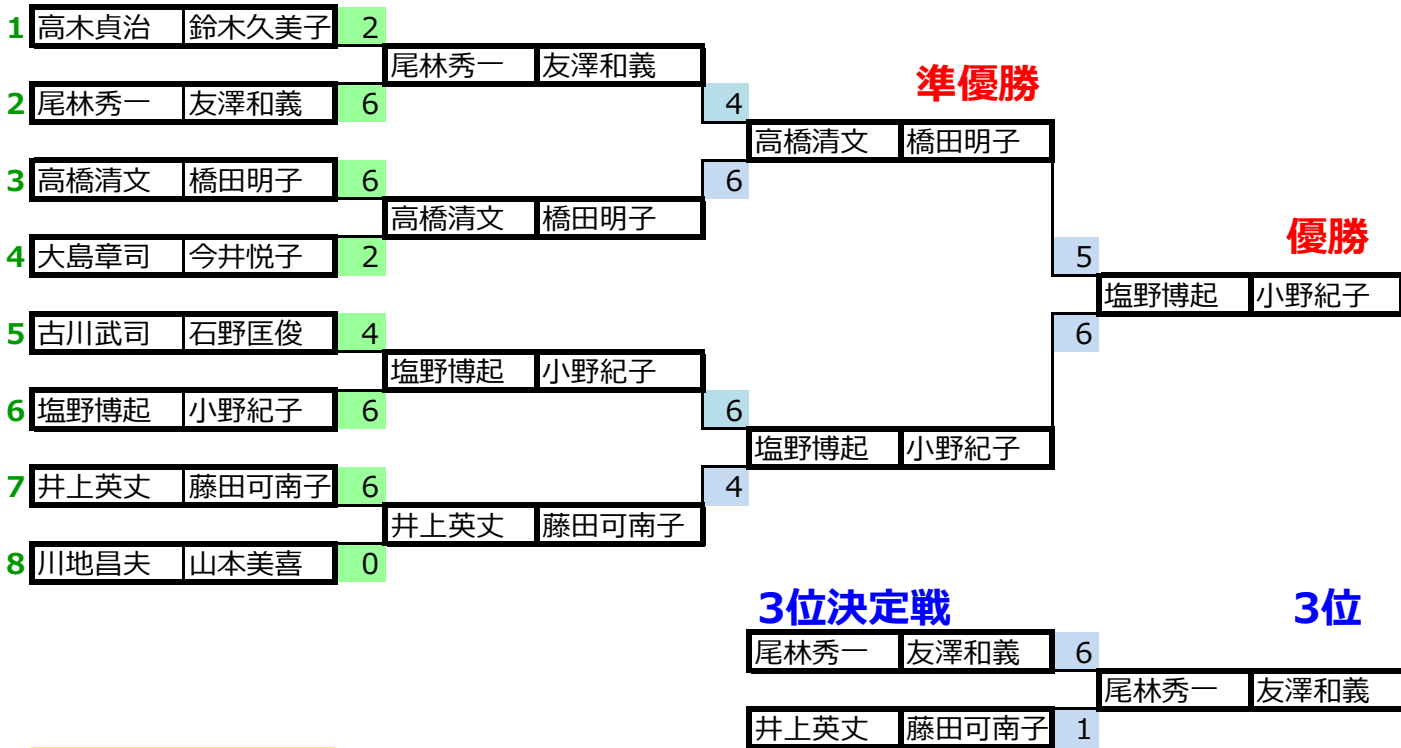 1 高木貞治 鈴木久美子 2
尾林秀一 友澤和義
準優勝
2 尾林秀一 友澤和義 6
4
高橋清文 橋田明子
3 高橋清文 橋田明子 6
6
高橋清文 橋田明子
優勝
4 大島章司 今井悦子 2
5
塩野博起 小野紀子
5 古川武司 石野匡俊 4
6
塩野博起 小野紀子
6 塩野博起 小野紀子 6
6
塩野博起 小野紀子
7 井上英丈 藤田可南子 6
4
井上英丈 藤田可南子
8 川地昌夫 山本美喜 0
3位決定戦 3位
尾林秀一 友澤和義 6
尾林秀一 友澤和義
井上英丈 藤田可南子 1